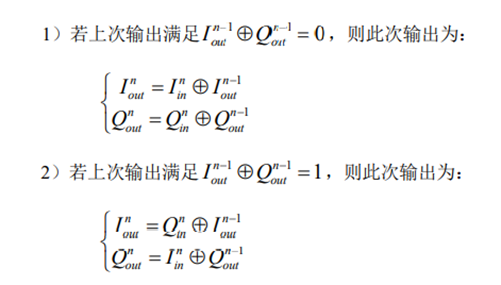 1）若上次输出满足 $I_{out}^{n-1} \oplus Q_{out}^{n-1} = 0$，则此次输出为：
$\begin{cases} I_{out}^{n} = I_{in}^{n} \oplus I_{out}^{n-1} \\ Q_{out}^{n} = Q_{in}^{n} \oplus Q_{out}^{n-1} \end{cases}$
2）若上次输出满足 $I_{out}^{n-1} \oplus Q_{out}^{n-1} = 1$，则此次输出为：
$\begin{cases} I_{out}^{n} = Q_{in}^{n} \oplus I_{out}^{n-1} \\ Q_{out}^{n} = I_{in}^{n} \oplus Q_{out}^{n-1} \end{cases}$